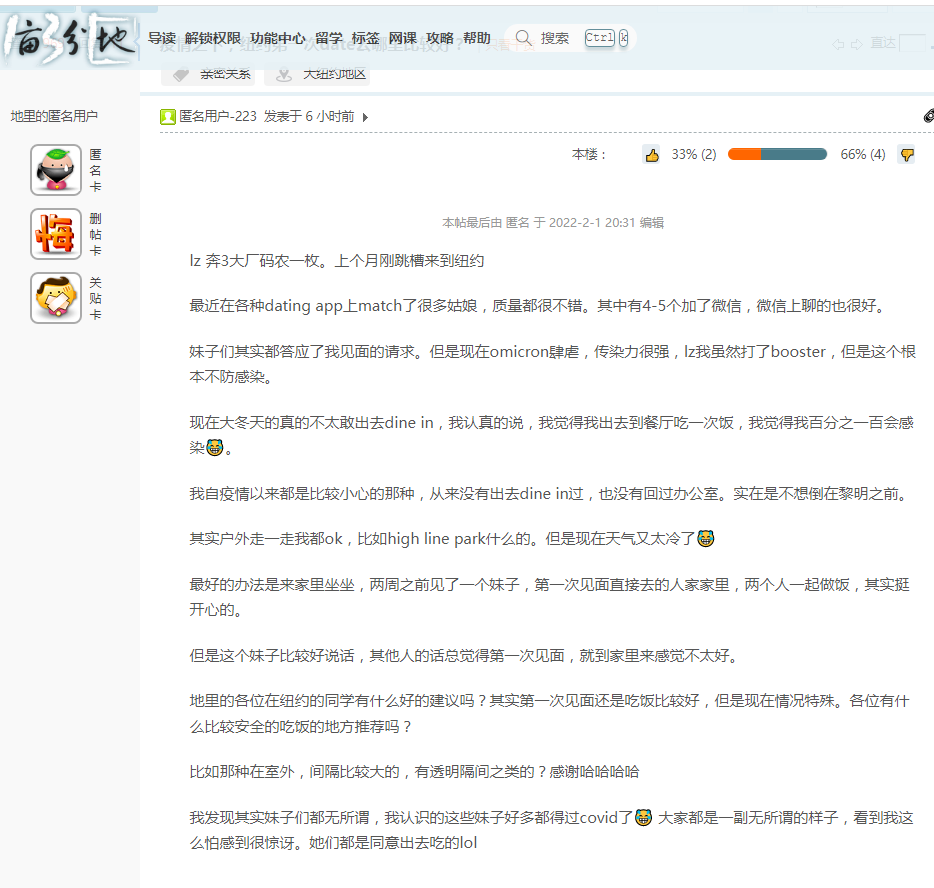 亩3分地
导读 解锁权限 功能中心 留学 标签 网课 攻略 帮助 搜索 Ctrl k
疫情之下，纽约第一次date去哪里比较好？
直达
亲密关系 大纽约地区
地里的匿名用户
匿名卡
删帖卡
关贴卡
匿名用户-223 发表于 6 小时前
本楼： 33% (2) 66% (4)
本帖最后由 匿名 于 2022-2-1 20:31 编辑
lz 奔3大厂码农一枚。上个月刚跳槽来到纽约
最近在各种dating app上match了很多姑娘，质量都很不错。其中有4-5个加了微信，微信上聊的也很好。
妹子们其实都答应了我见面的请求。但是现在omicron肆虐，传染力很强，lz我虽然打了booster，但是这个根
本不防感染。
现在大冬天的真的不太敢出去dine in，我认真的说，我觉得我出去到餐厅吃一次饭，我觉得我百分之一百会感
染😹。
我自疫情以来都是比较小心的那种，从来没有出去dine in过，也没有回过办公室。实在是不想倒在黎明之前。
其实户外走一走我都ok，比如high line park什么的。但是现在天气又太冷了😹
最好的办法是来家里坐坐，两周之前见了一个妹子，第一次见面直接去的人家家里，两个人一起做饭，其实挺
开心的。
但是这个妹子比较好说话，其他人的话总觉得第一次见面，就到家里来感觉不太好。
地里的各位在纽约的同学有什么好的建议吗？其实第一次见面还是吃饭比较好，但是现在情况特殊。各位有什
么比较安全的吃饭的地方推荐吗？
比如那种在室外，间隔比较大的，有透明隔间之类的？感谢哈哈哈哈
我发现其实妹子们都无所谓，我认识的这些妹子好多都得过covid了😹 大家都是一副无所谓的样子，看到我这
么怕感到很惊讶。她们都是同意出去吃的lol